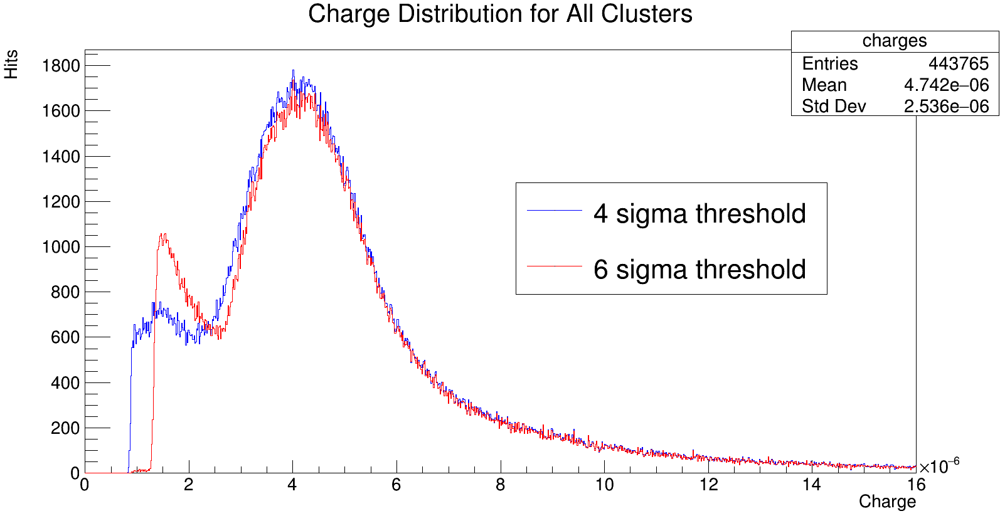 Charge Distribution for All Clusters
charges
Entries 443765
Mean 4.742e−06
Std Dev 2.536e−06
Hits
1800
1600
1400
1200
1000
800
600
400
200
0
4 sigma threshold
6 sigma threshold
0 2 4 6 8 10 12 14 16
×10−6
Charge